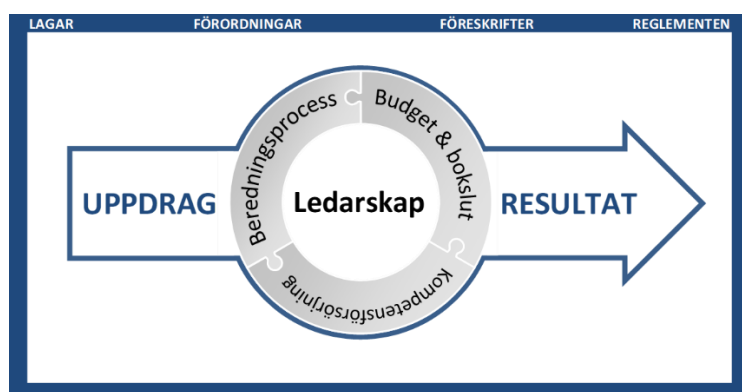 LAGAR FÖRORDNINGAR FÖRESKRIFTER REGLEMENTEN
Beredningsprocess
Budget & bokslut
UPPDRAG
Ledarskap
RESULTAT
Kompetensförsörjning